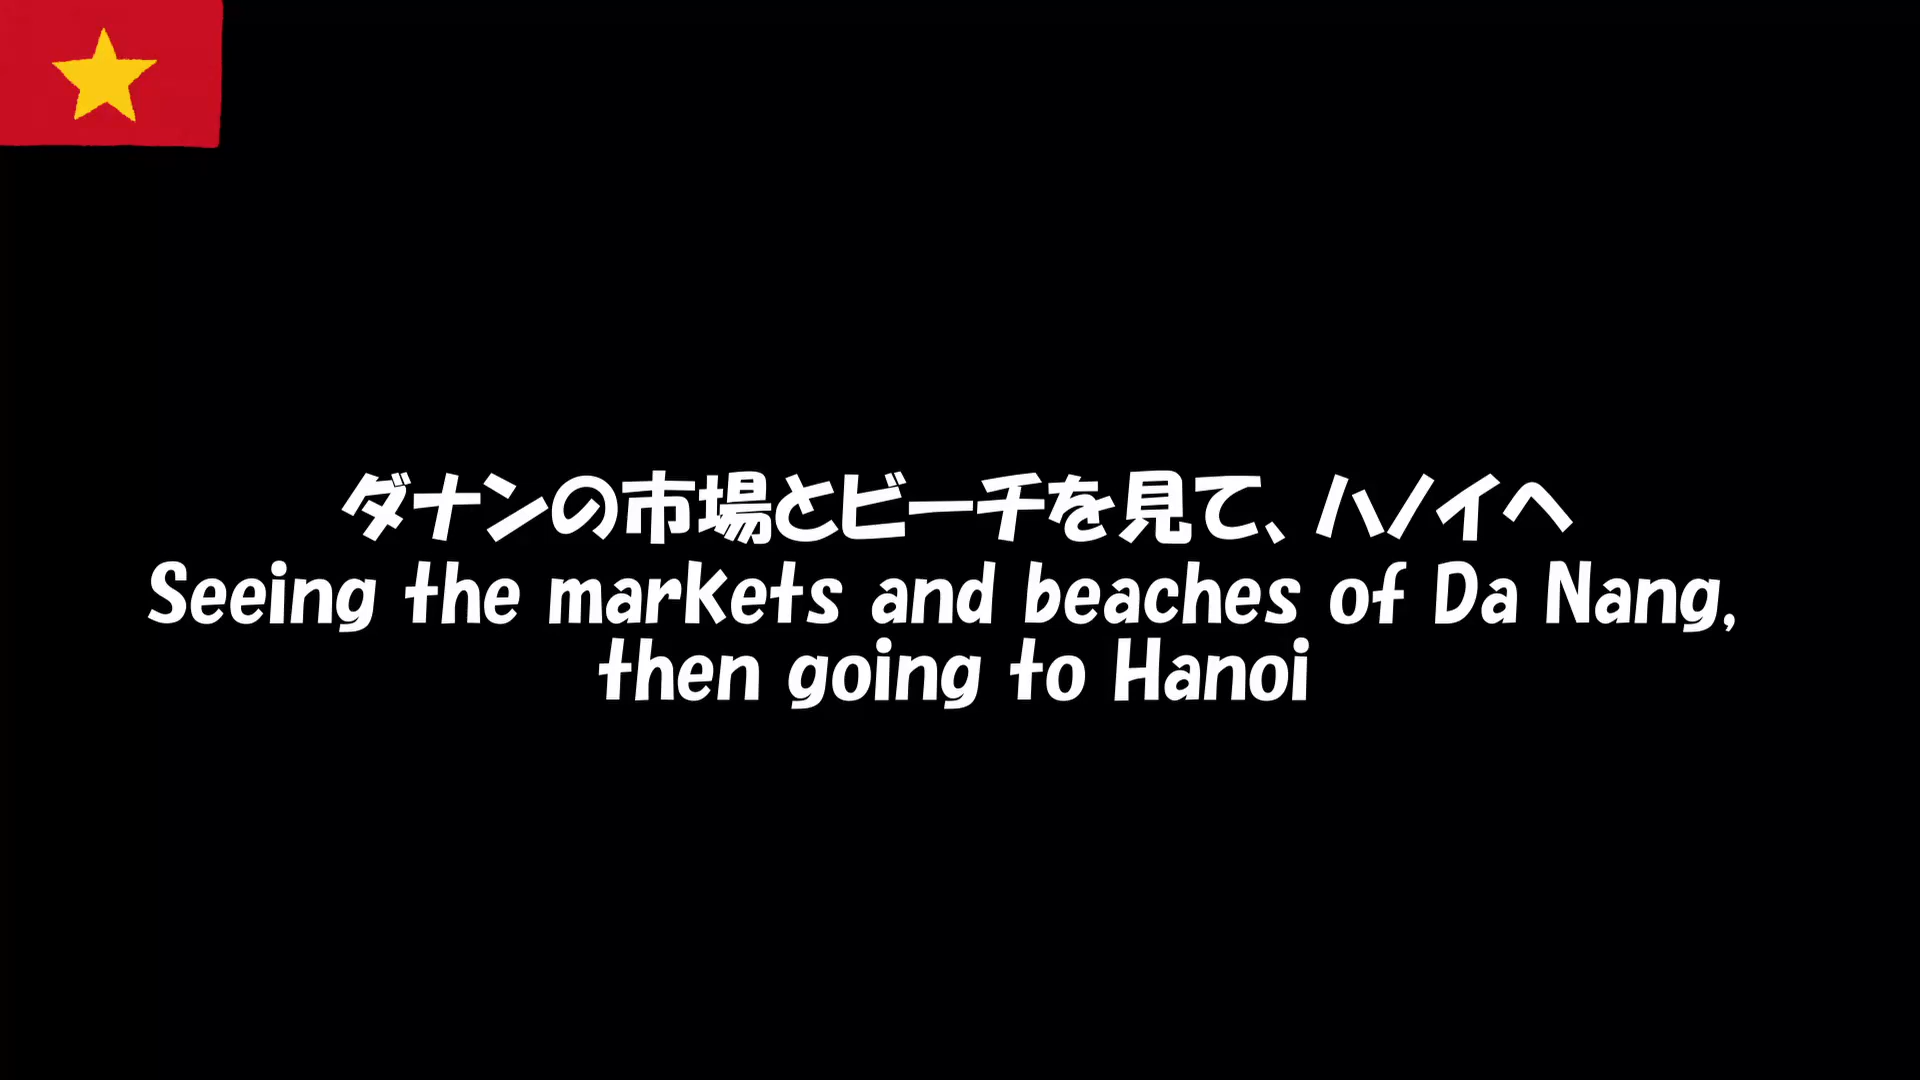 ダナンの市場とビーチを見て、ハノイへ
Seeing the markets and beaches of Da Nang,
then going to Hanoi